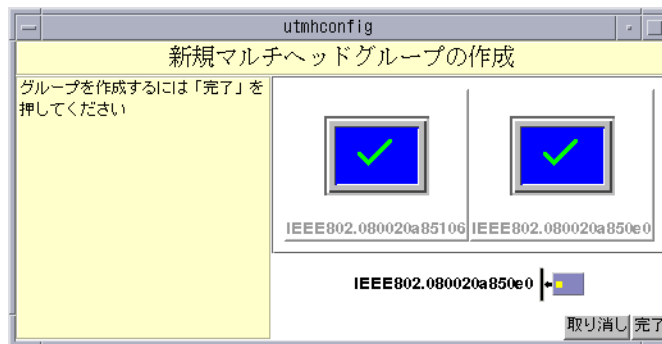 utmhconfig
新規マルチヘッドグループの作成
グループを作成するには「完了」を
押してください
IEEE802.080020a85106
IEEE802.080020a850e0
IEEE802.080020a850e0
取り消し
完了